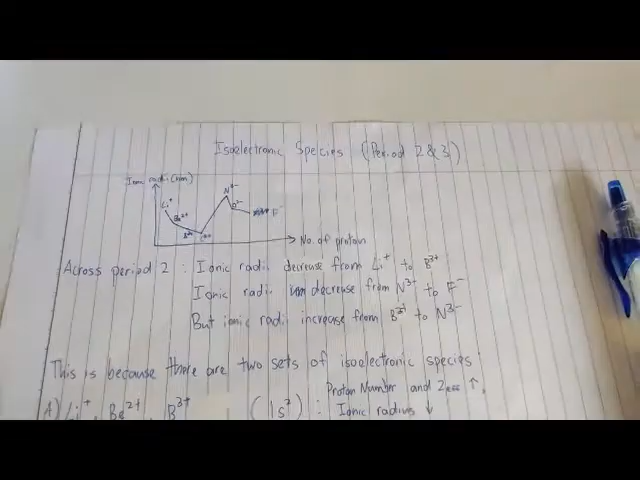 Isoelectronic Species (Period 2 & 3)
Ionic radii (nm)
N³⁻
Li⁺
O²⁻
Be²⁺
F⁻
B³⁺
No. of protain
Across period 2 : Ionic radii decrease from Li⁺ to B³⁺
Ionic radii decrease from N³⁺ to F⁻
But ionic radii increase from B³⁺ to N³⁻
This is because there are two sets of isoelectronic species :
Proton Number and Zeff ↑,
A) Li⁺, Be²⁺, B³⁺ (1s²) : Ionic radius ↓